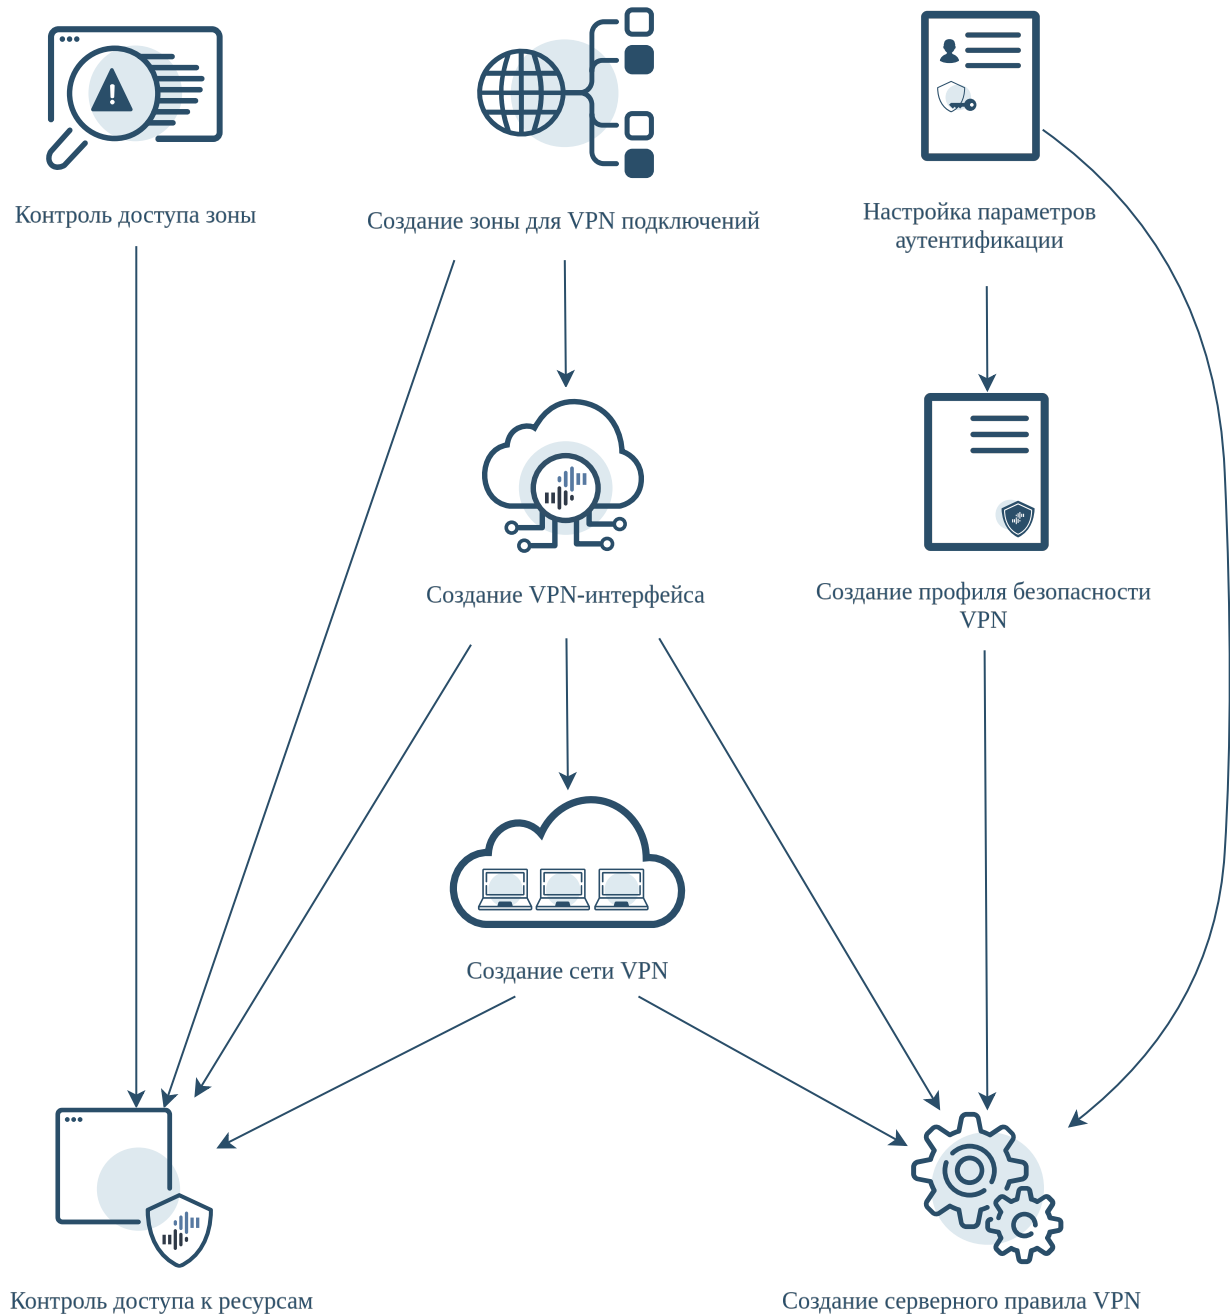 Контроль доступа зоны
Создание зоны для VPN подключений
Настройка параметров
аутентификации
Создание VPN-интерфейса
Создание профиля безопасности
VPN
Создание сети VPN
Контроль доступа к ресурсам
Создание серверного правила VPN